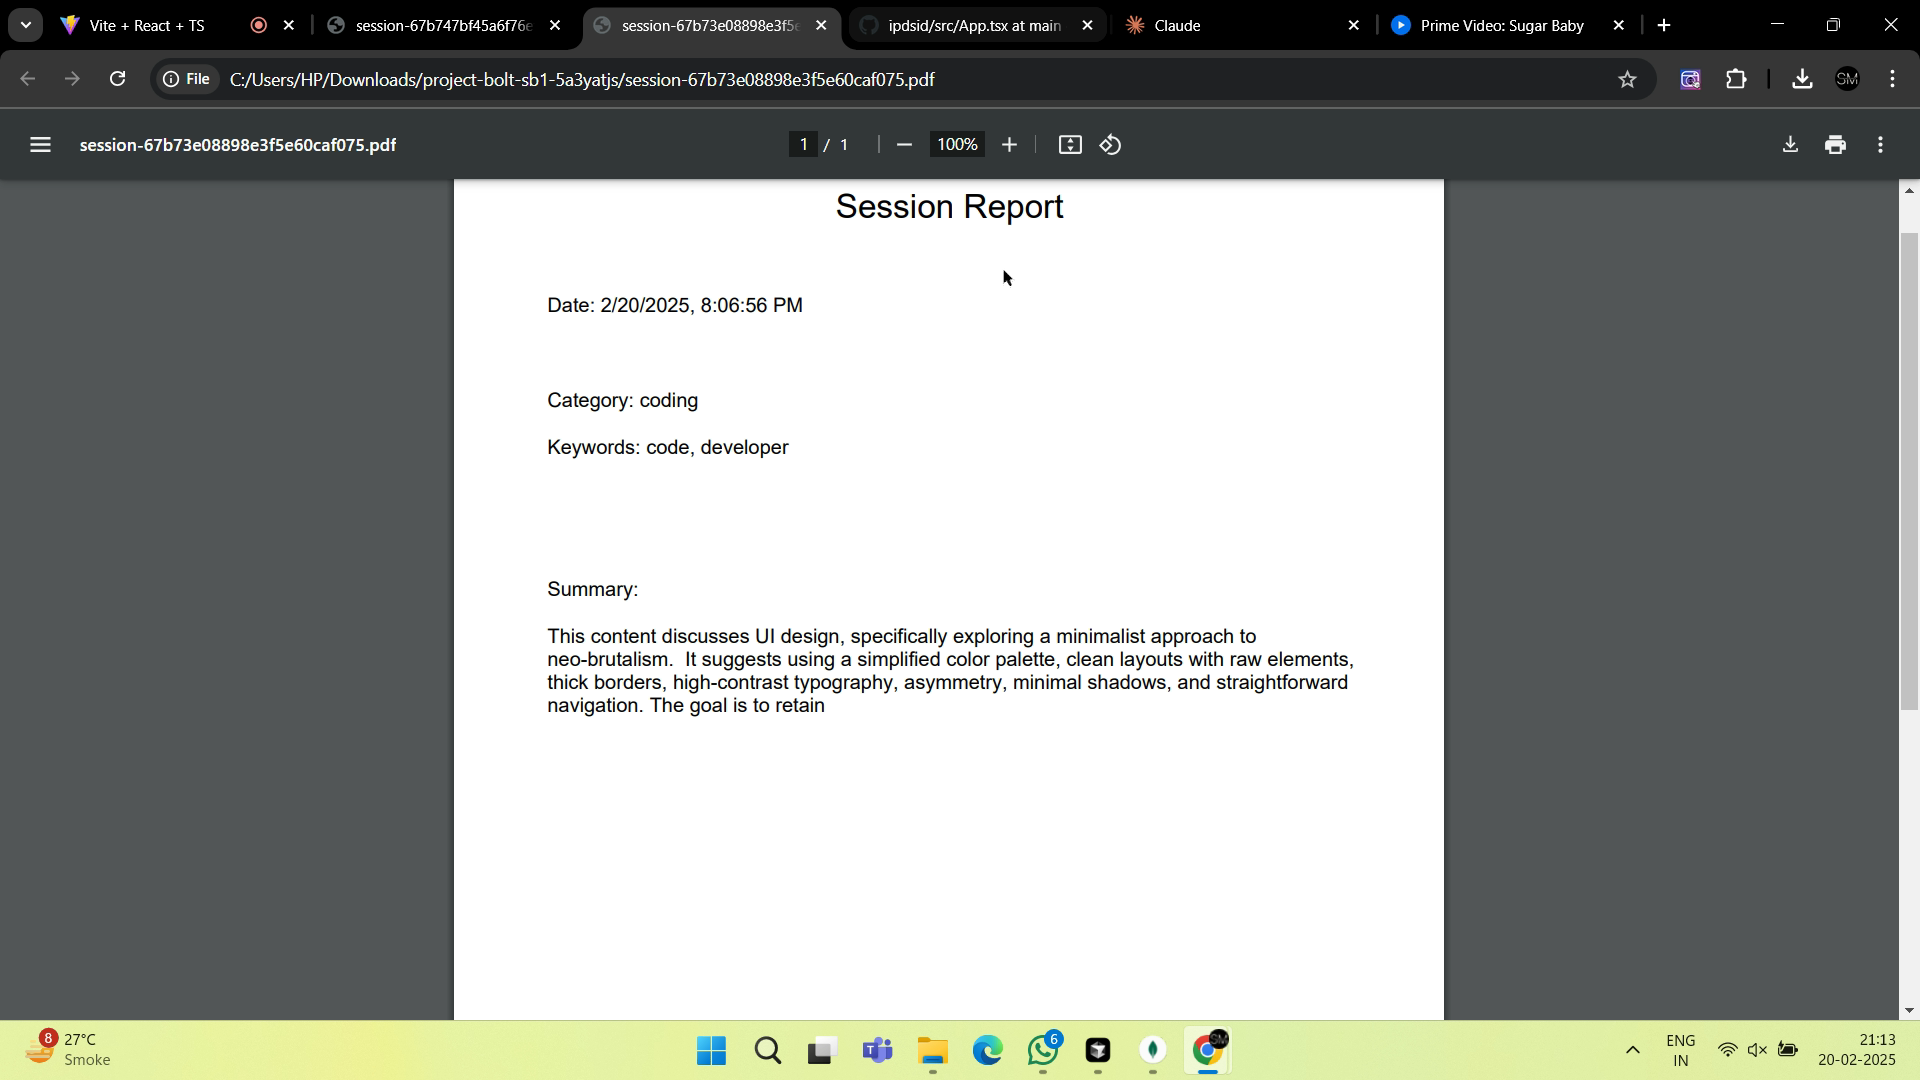 Vite + React + TS
session-67b747bf45a6f76e
session-67b73e08898e3f5e
ipdsid/src/App.tsx at main
Claude
Prime Video: Sugar Baby
File
C:/Users/HP/Downloads/project-bolt-sb1-5a3yatjs/session-67b73e08898e3f5e60caf075.pdf
SM
session-67b73e08898e3f5e60caf075.pdf
1 / 1
100%
Session Report
Date: 2/20/2025, 8:06:56 PM
Category: coding
Keywords: code, developer
Summary:
This content discusses UI design, specifically exploring a minimalist approach to
neo-brutalism.  It suggests using a simplified color palette, clean layouts with raw elements,
thick borders, high-contrast typography, asymmetry, minimal shadows, and straightforward
navigation. The goal is to retain
8
27°C
Smoke
6
SM
ENG
IN
21:13
20-02-2025